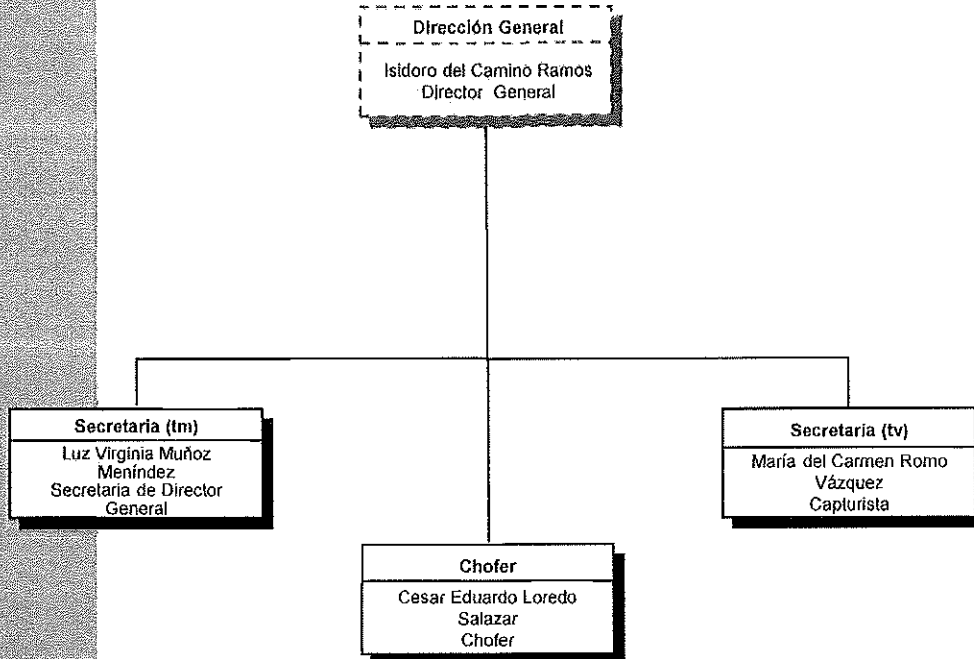 Dirección General
Isidoro del Camino Ramos
Director General
Secretaria (tm)
Luz Virginia Muñoz
Meníndez
Secretaria de Director
General
Secretaria (tv)
María del Carmen Romo
Vázquez
Capturista
Chofer
Cesar Eduardo Loredo
Salazar
Chofer